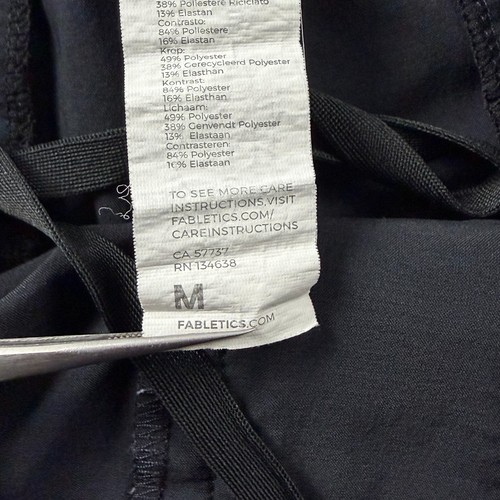 38% Poliestere Riciclato
13% Elastan
Contrasto:
84% Poliestere
16% Elastan
Krop:
49% Polyester
38% Gerecycleerd Polyester
13% Elasthan
Kontrast:
84% Polyester
16% Elasthan
Lichaam:
49% Polyester
38% Genvendt Polyester
13% Elastaan
Contrasteren:
84% Polyester
16% Elastaan
TO SEE MORE CARE
INSTRUCTIONS,VISIT
FABLETICS.COM/
CAREINSTRUCTIONS
CA 57737
RN 134638
M
FABLETICS.COM